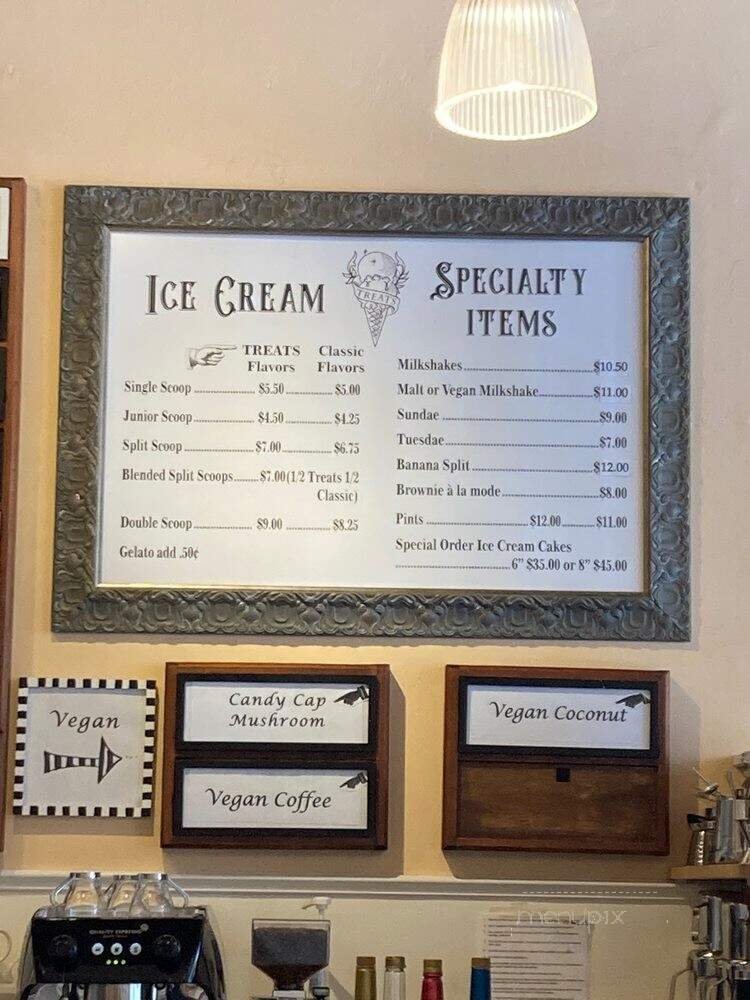 ICE CREAM
TREATS
SPECIALTY
ITEMS
TREATS Classic
Flavors Flavors
Single Scoop ........ $5.50 ........ $5.00
Junior Scoop ........ $4.50 ........ $4.25
Split Scoop ........ $7.00 ........ $6.75
Blended Split Scoops ........ $7.00 (1/2 Treats 1/2
Classic)
Double Scoop ........ $9.00 ........ $8.25
Gelato add .50¢
Milkshakes ........ $10.50
Malt or Vegan Milkshake ........ $11.00
Sundae ........ $9.00
Tuesdae ........ $7.00
Banana Split ........ $12.00
Brownie à la mode ........ $8.00
Pints ........ $12.00 ........ $11.00
Special Order Ice Cream Cakes
........ 6" $35.00 or 8" $45.00
Vegan
Candy Cap
Mushroom
Vegan Coffee
Vegan Coconut
QUALITY ESPRESSO
menupix